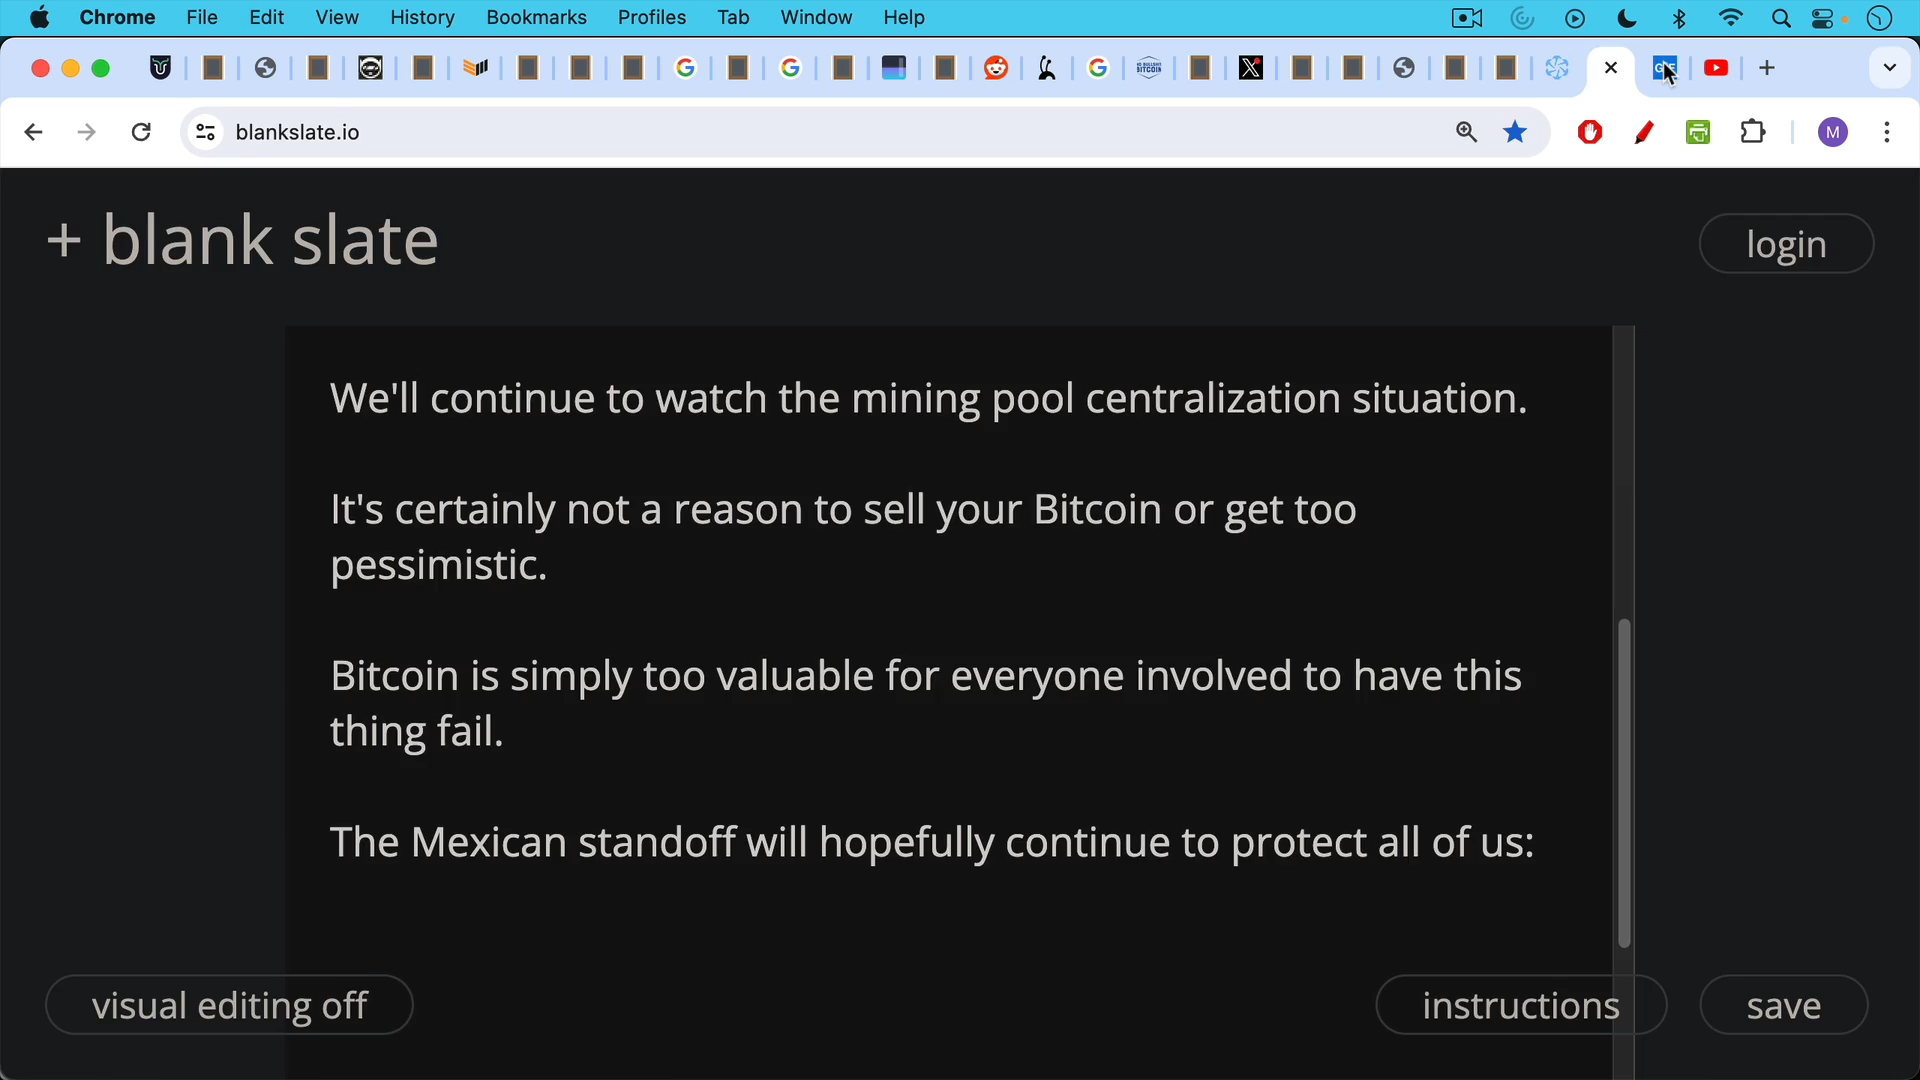 Chrome File Edit View History Bookmarks Profiles Tab Window Help
blankslate.io
M
+ blank slate
login
We'll continue to watch the mining pool centralization situation.
It's certainly not a reason to sell your Bitcoin or get too
pessimistic.
Bitcoin is simply too valuable for everyone involved to have this
thing fail.
The Mexican standoff will hopefully continue to protect all of us:
visual editing off
instructions
save